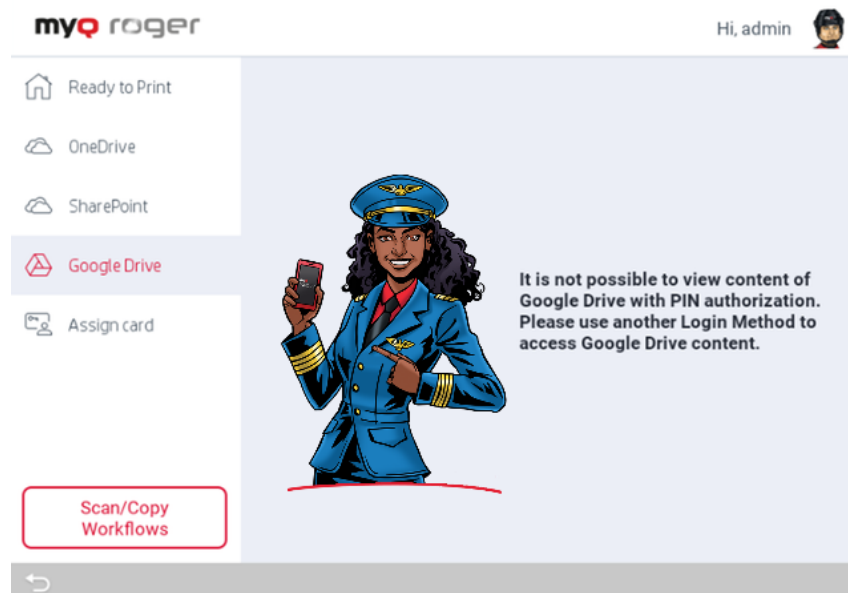 myQ roger
Hi, admin
Ready to Print
OneDrive
SharePoint
Google Drive
Assign card
It is not possible to view content of
Google Drive with PIN authorization.
Please use another Login Method to
access Google Drive content.
Scan/Copy
Workflows